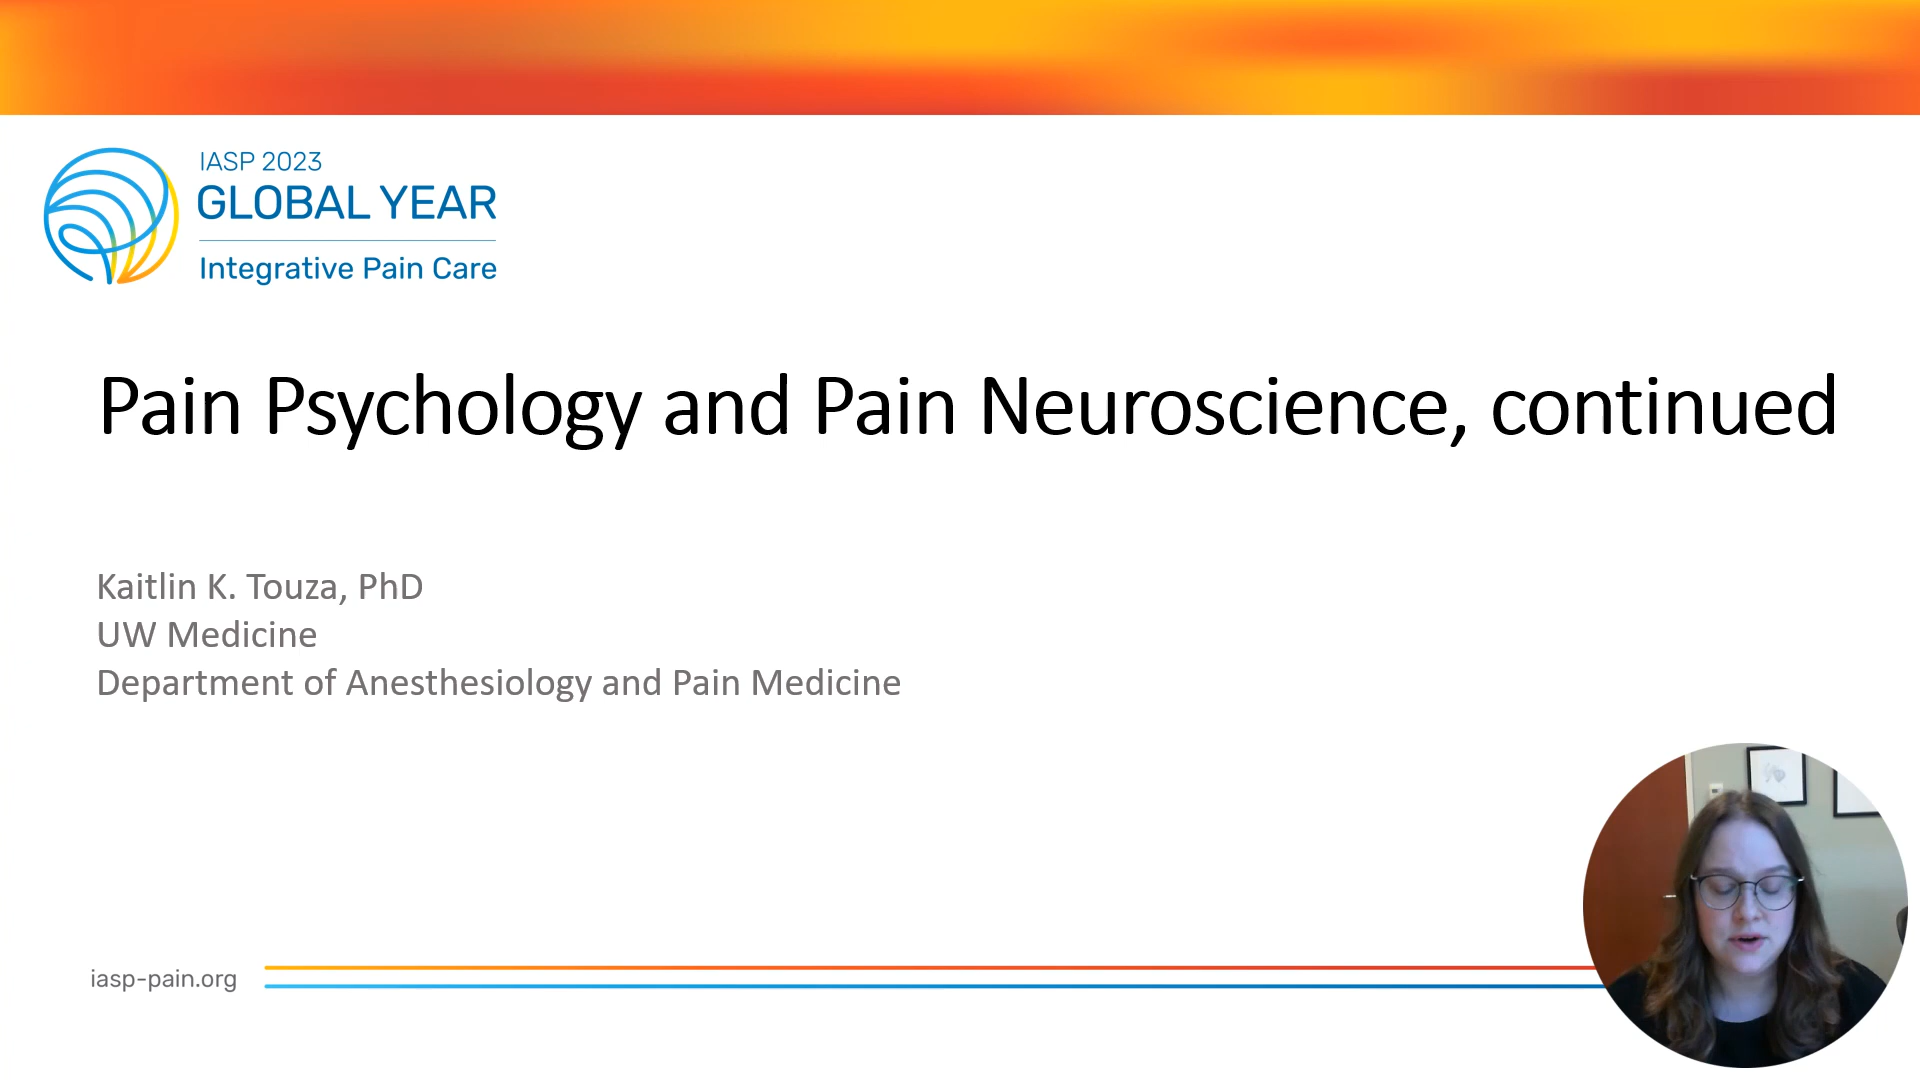 IASP 2023
GLOBAL YEAR
Integrative Pain Care
Pain Psychology and Pain Neuroscience, continued
Kaitlin K. Touza, PhD
UW Medicine
Department of Anesthesiology and Pain Medicine
iasp-pain.org